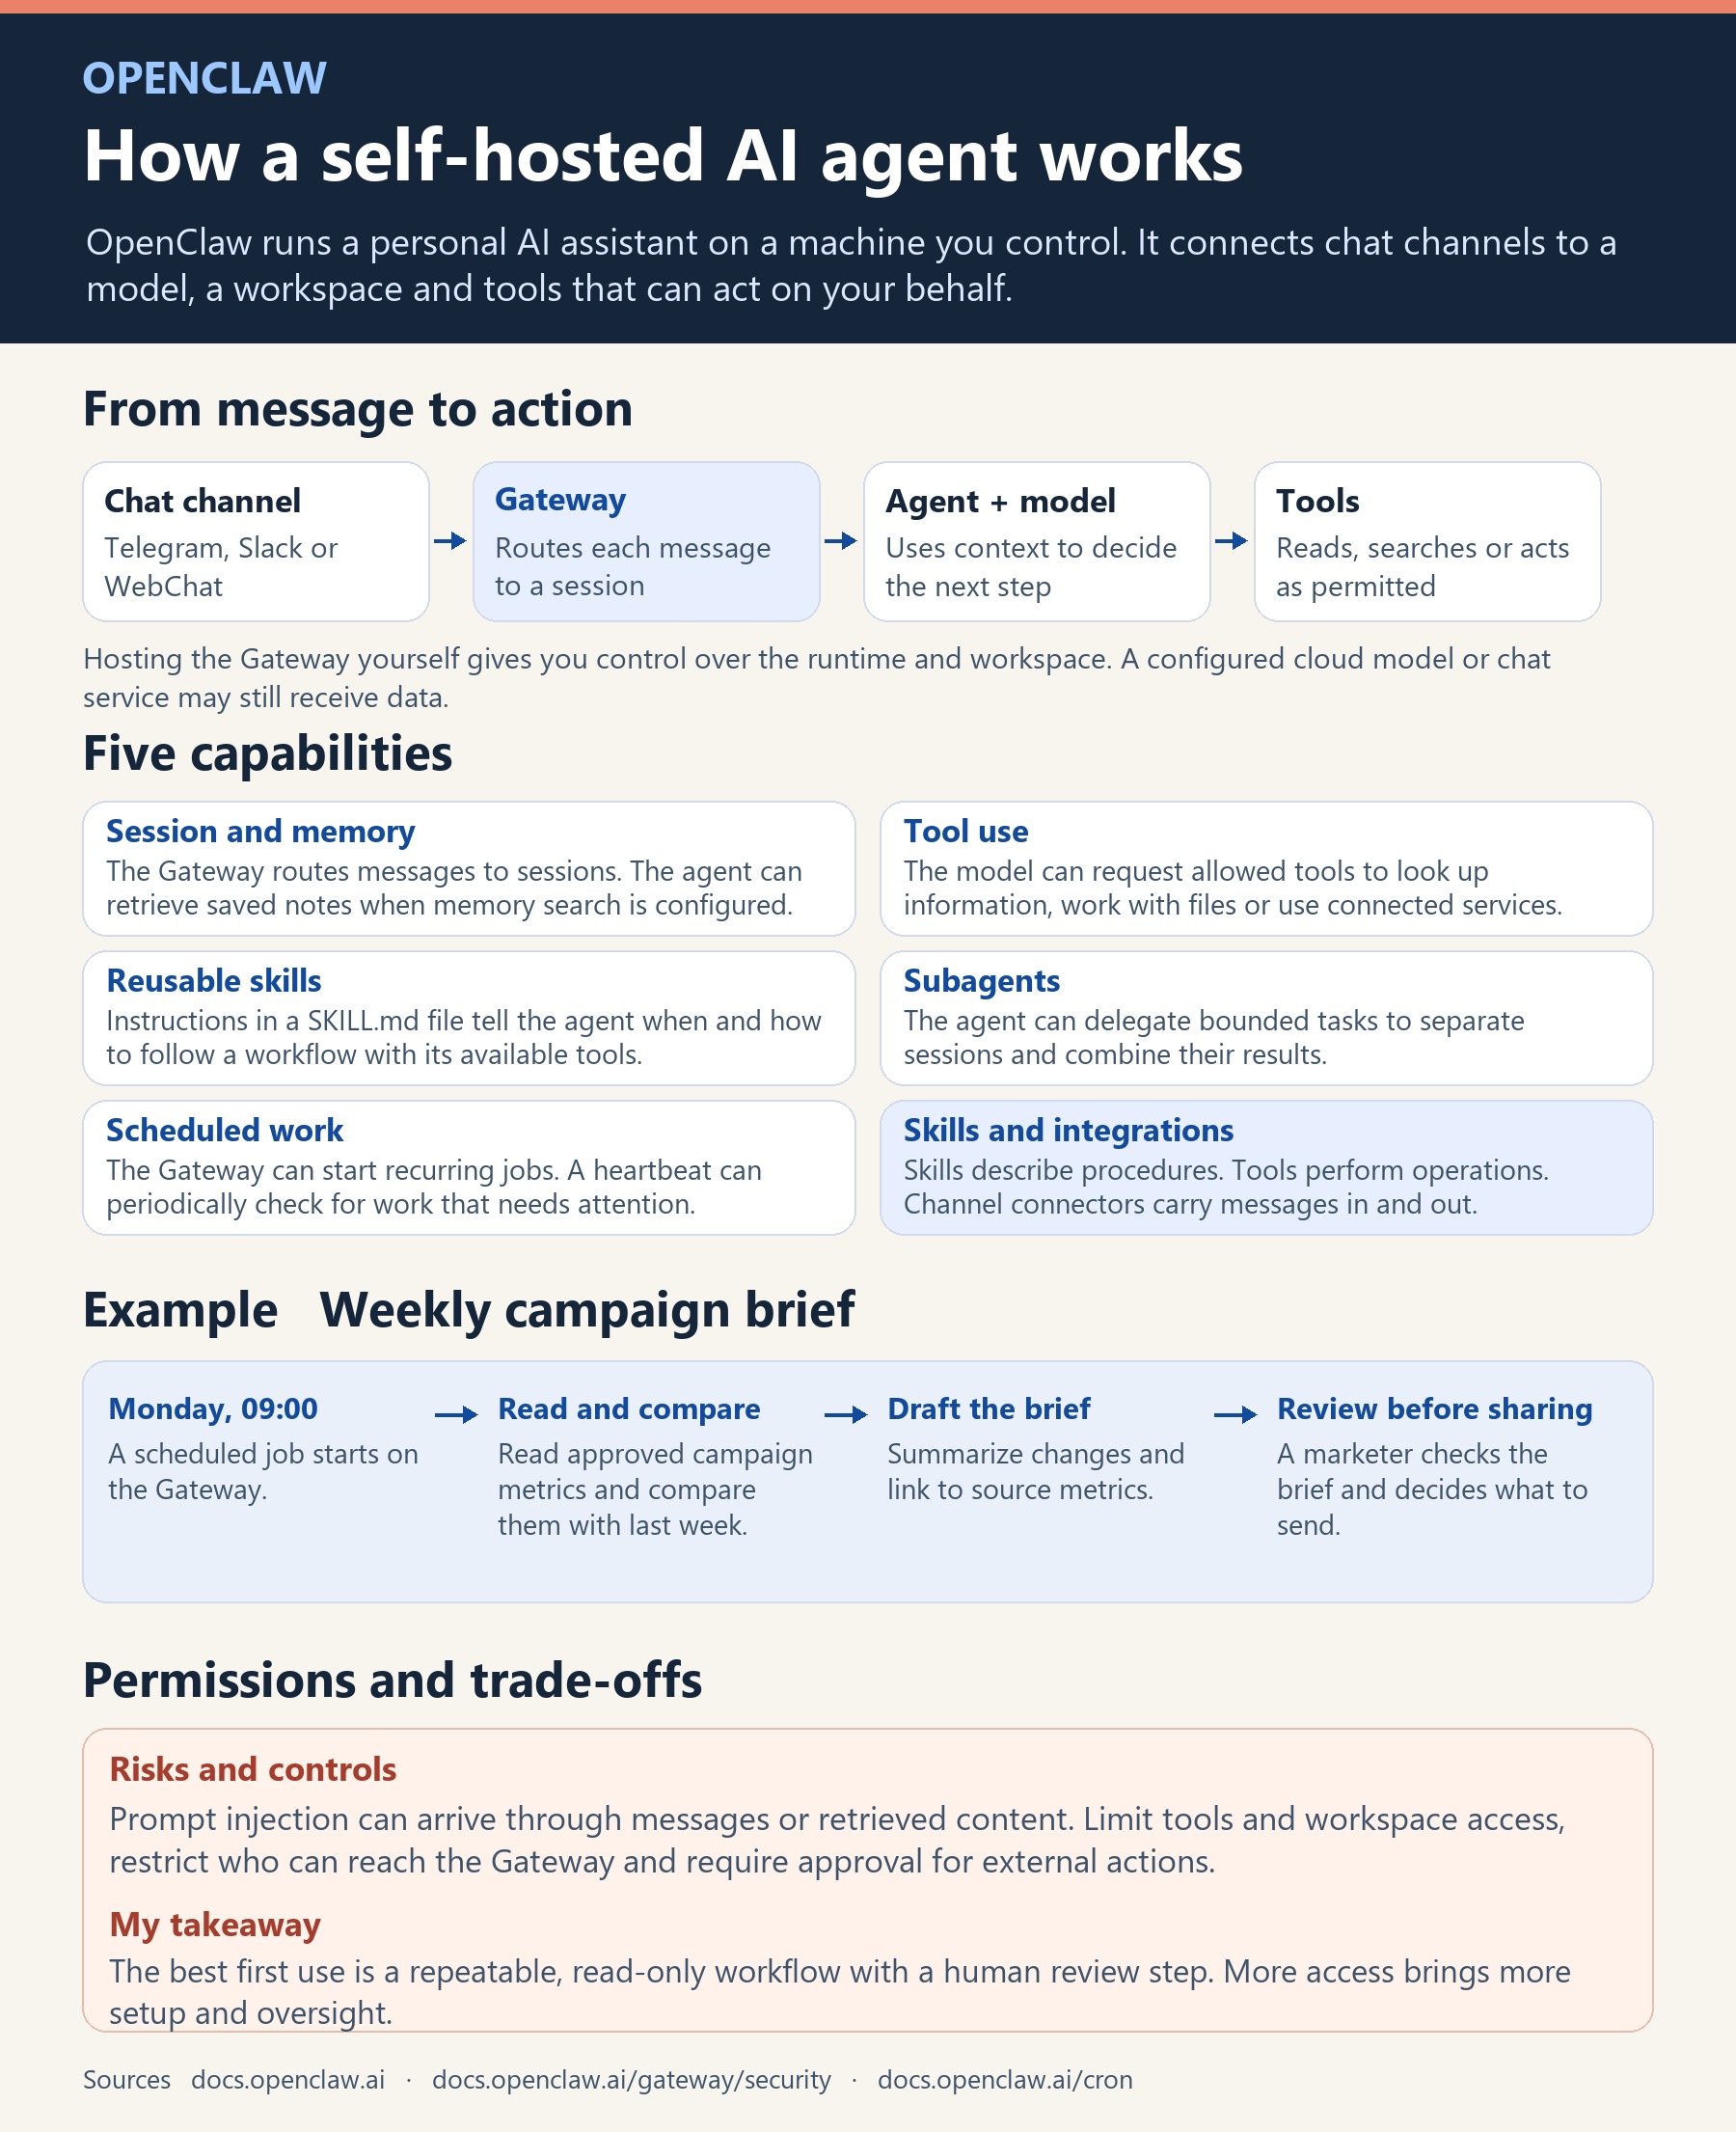 OPENCLAW
How a self-hosted AI agent works
OpenClaw runs a personal AI assistant on a machine you control. It connects chat channels to a
model, a workspace and tools that can act on your behalf.
From message to action
Chat channel
Telegram, Slack or
WebChat
Gateway
Routes each message
to a session
Agent + model
Uses context to decide
the next step
Tools
Reads, searches or acts
as permitted
Hosting the Gateway yourself gives you control over the runtime and workspace. A configured cloud model or chat
service may still receive data.
Five capabilities
Session and memory
The Gateway routes messages to sessions. The agent can
retrieve saved notes when memory search is configured.
Tool use
The model can request allowed tools to look up
information, work with files or use connected services.
Reusable skills
Instructions in a SKILL.md file tell the agent when and how
to follow a workflow with its available tools.
Subagents
The agent can delegate bounded tasks to separate
sessions and combine their results.
Scheduled work
The Gateway can start recurring jobs. A heartbeat can
periodically check for work that needs attention.
Skills and integrations
Skills describe procedures. Tools perform operations.
Channel connectors carry messages in and out.
Example Weekly campaign brief
Monday, 09:00
A scheduled job starts on
the Gateway.
Read and compare
Read approved campaign
metrics and compare
them with last week.
Draft the brief
Summarize changes and
link to source metrics.
Review before sharing
A marketer checks the
brief and decides what to
send.
Permissions and trade-offs
Risks and controls
Prompt injection can arrive through messages or retrieved content. Limit tools and workspace access,
restrict who can reach the Gateway and require approval for external actions.
My takeaway
The best first use is a repeatable, read-only workflow with a human review step. More access brings more
setup and oversight.
Sources docs.openclaw.ai · docs.openclaw.ai/gateway/security · docs.openclaw.ai/cron